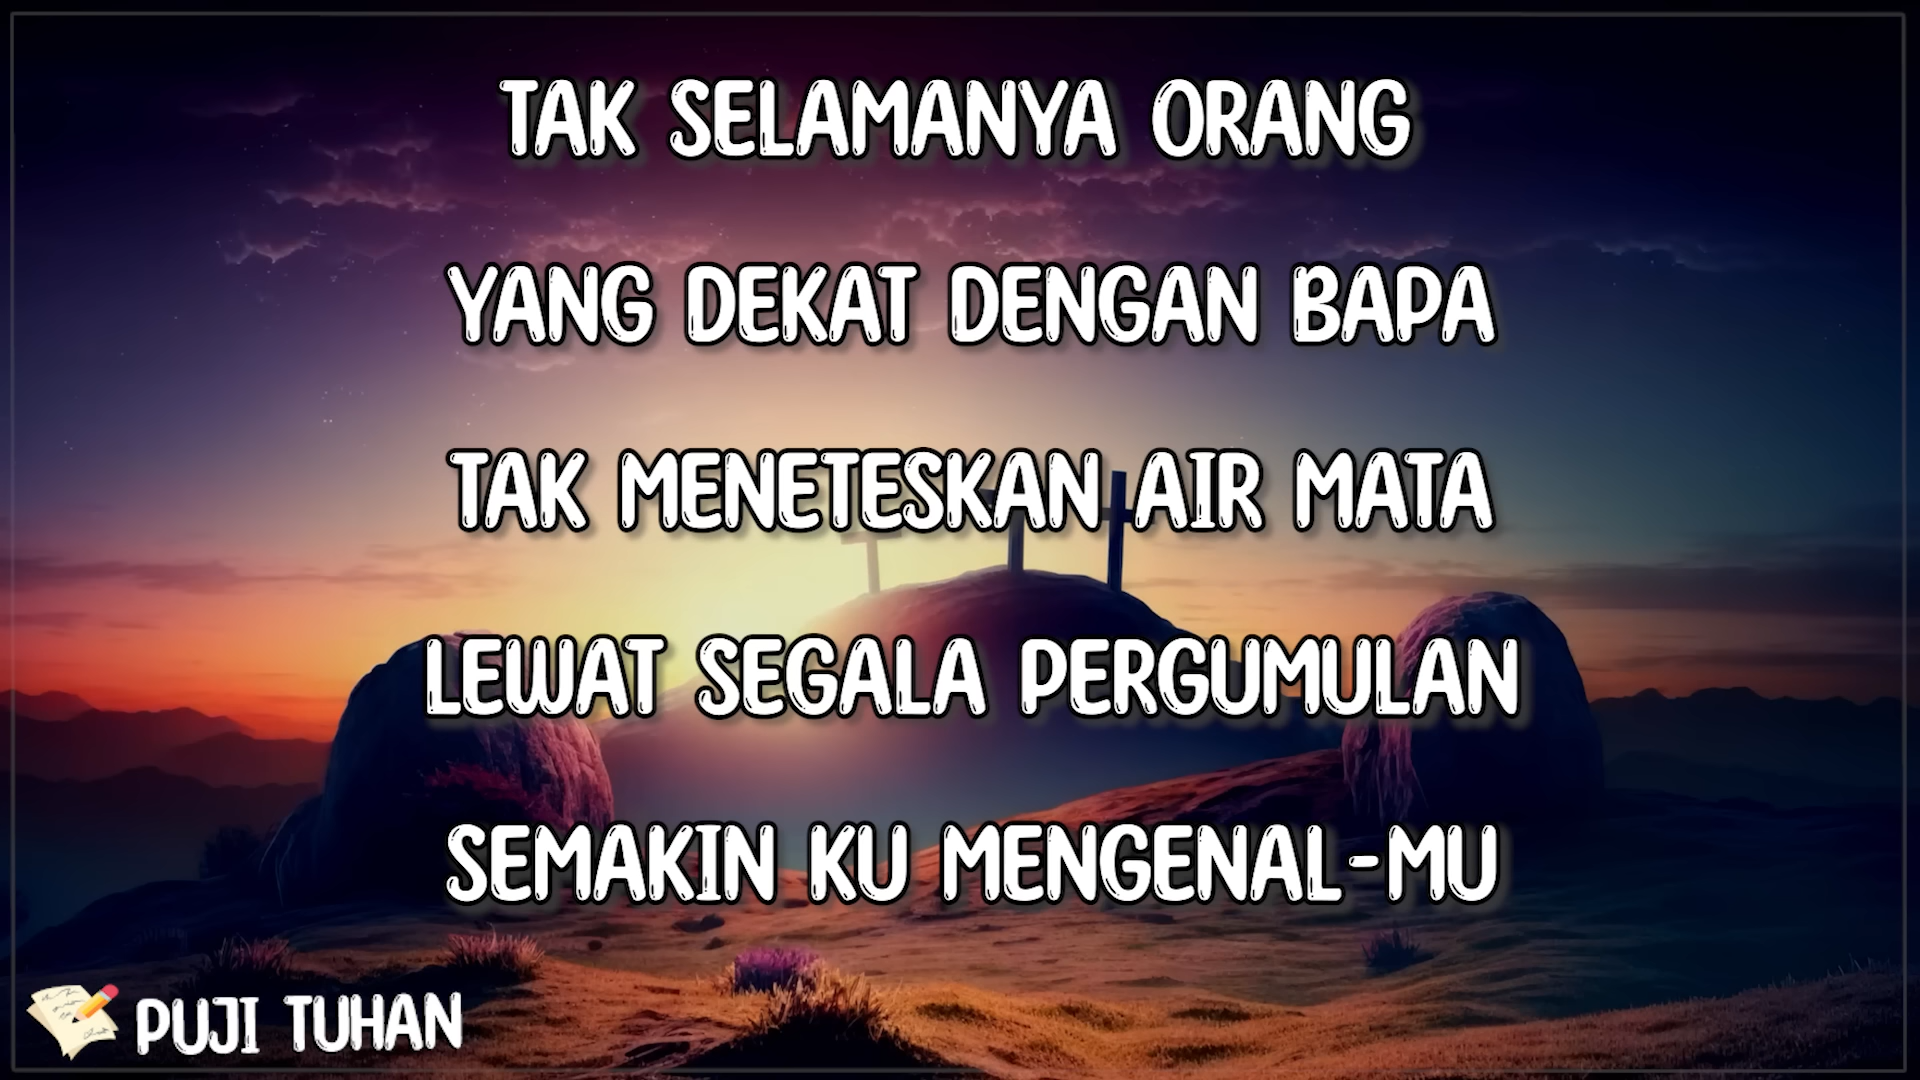 TAK SELAMANYA ORANG
YANG DEKAT DENGAN BAPA
TAK MENETESKAN AIR MATA
LEWAT SEGALA PERGUMULAN
SEMAKIN KU MENGENAL-MU
PUJI TUHAN